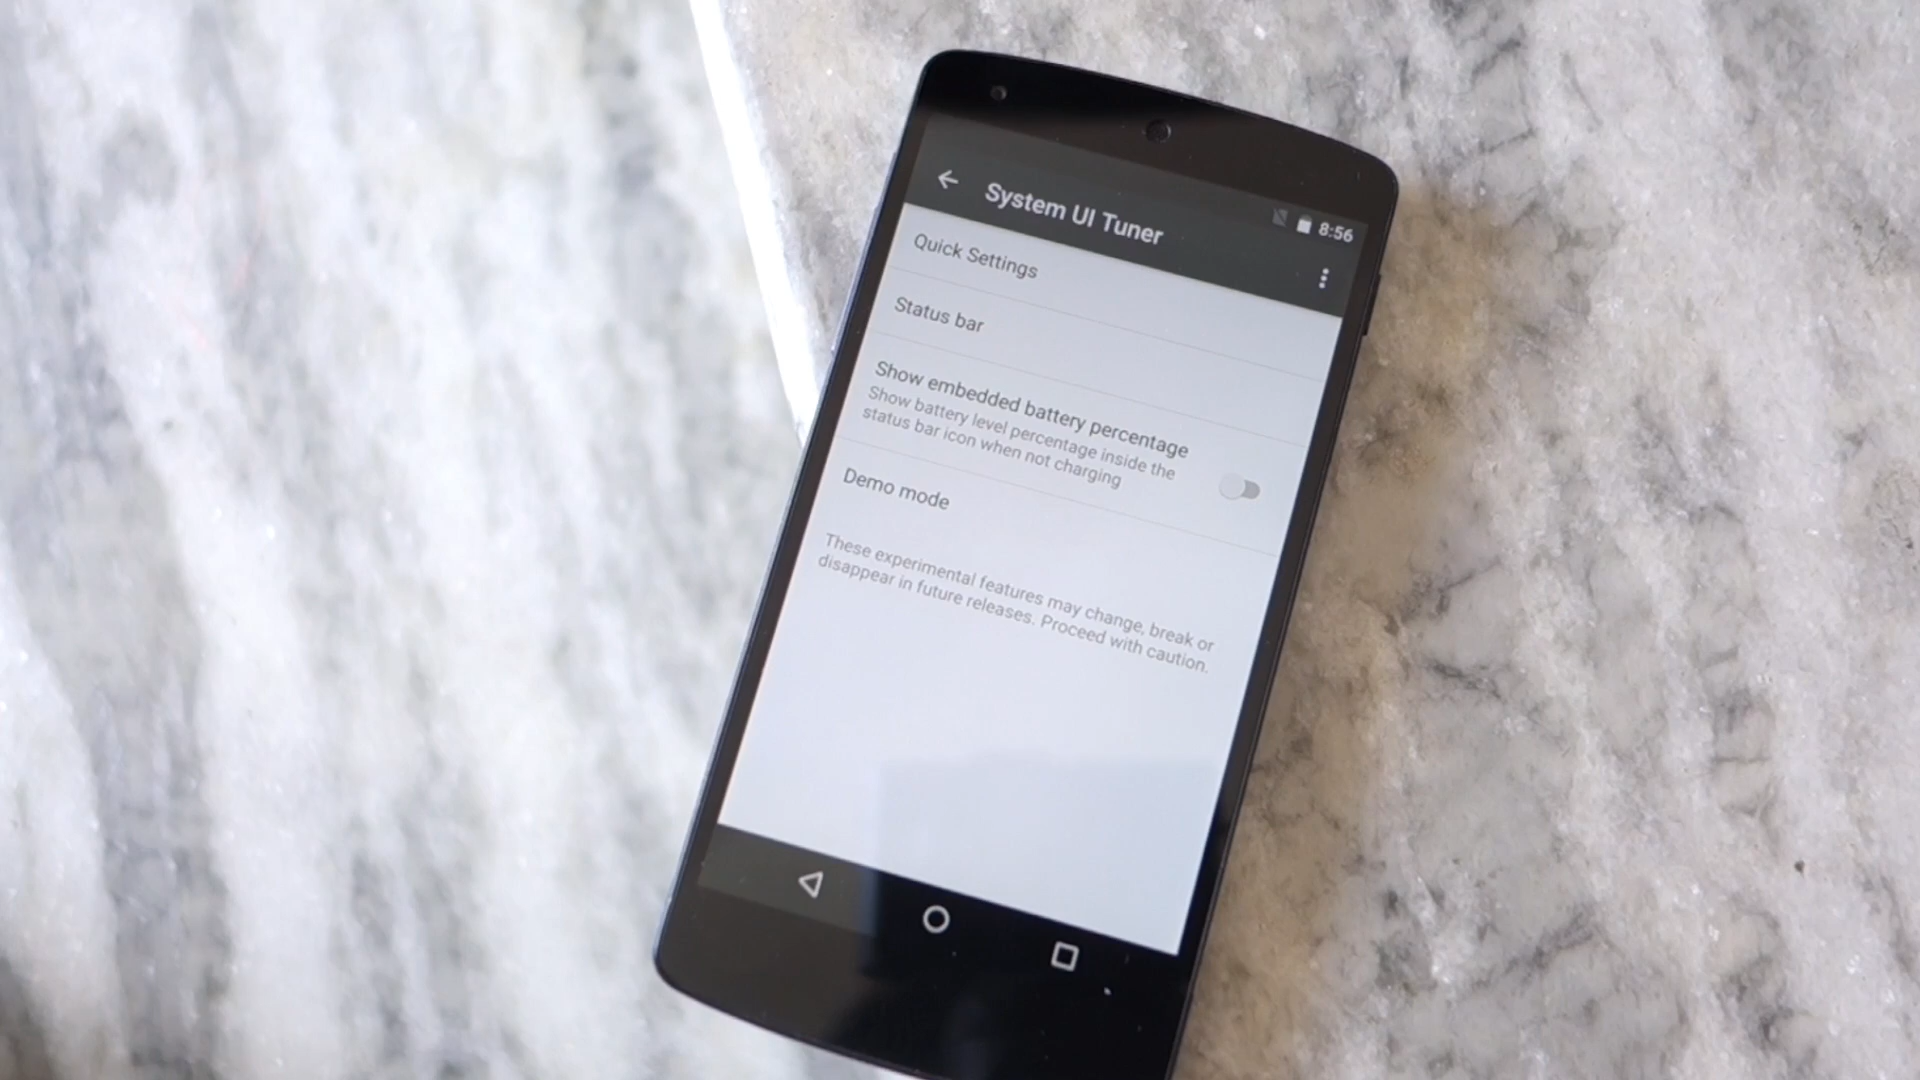 8:56
System UI Tuner
Quick Settings
Status bar
Show embedded battery percentage
Show battery level percentage inside the
status bar icon when not charging
Demo mode
These experimental features may change, break or
disappear in future releases. Proceed with caution.